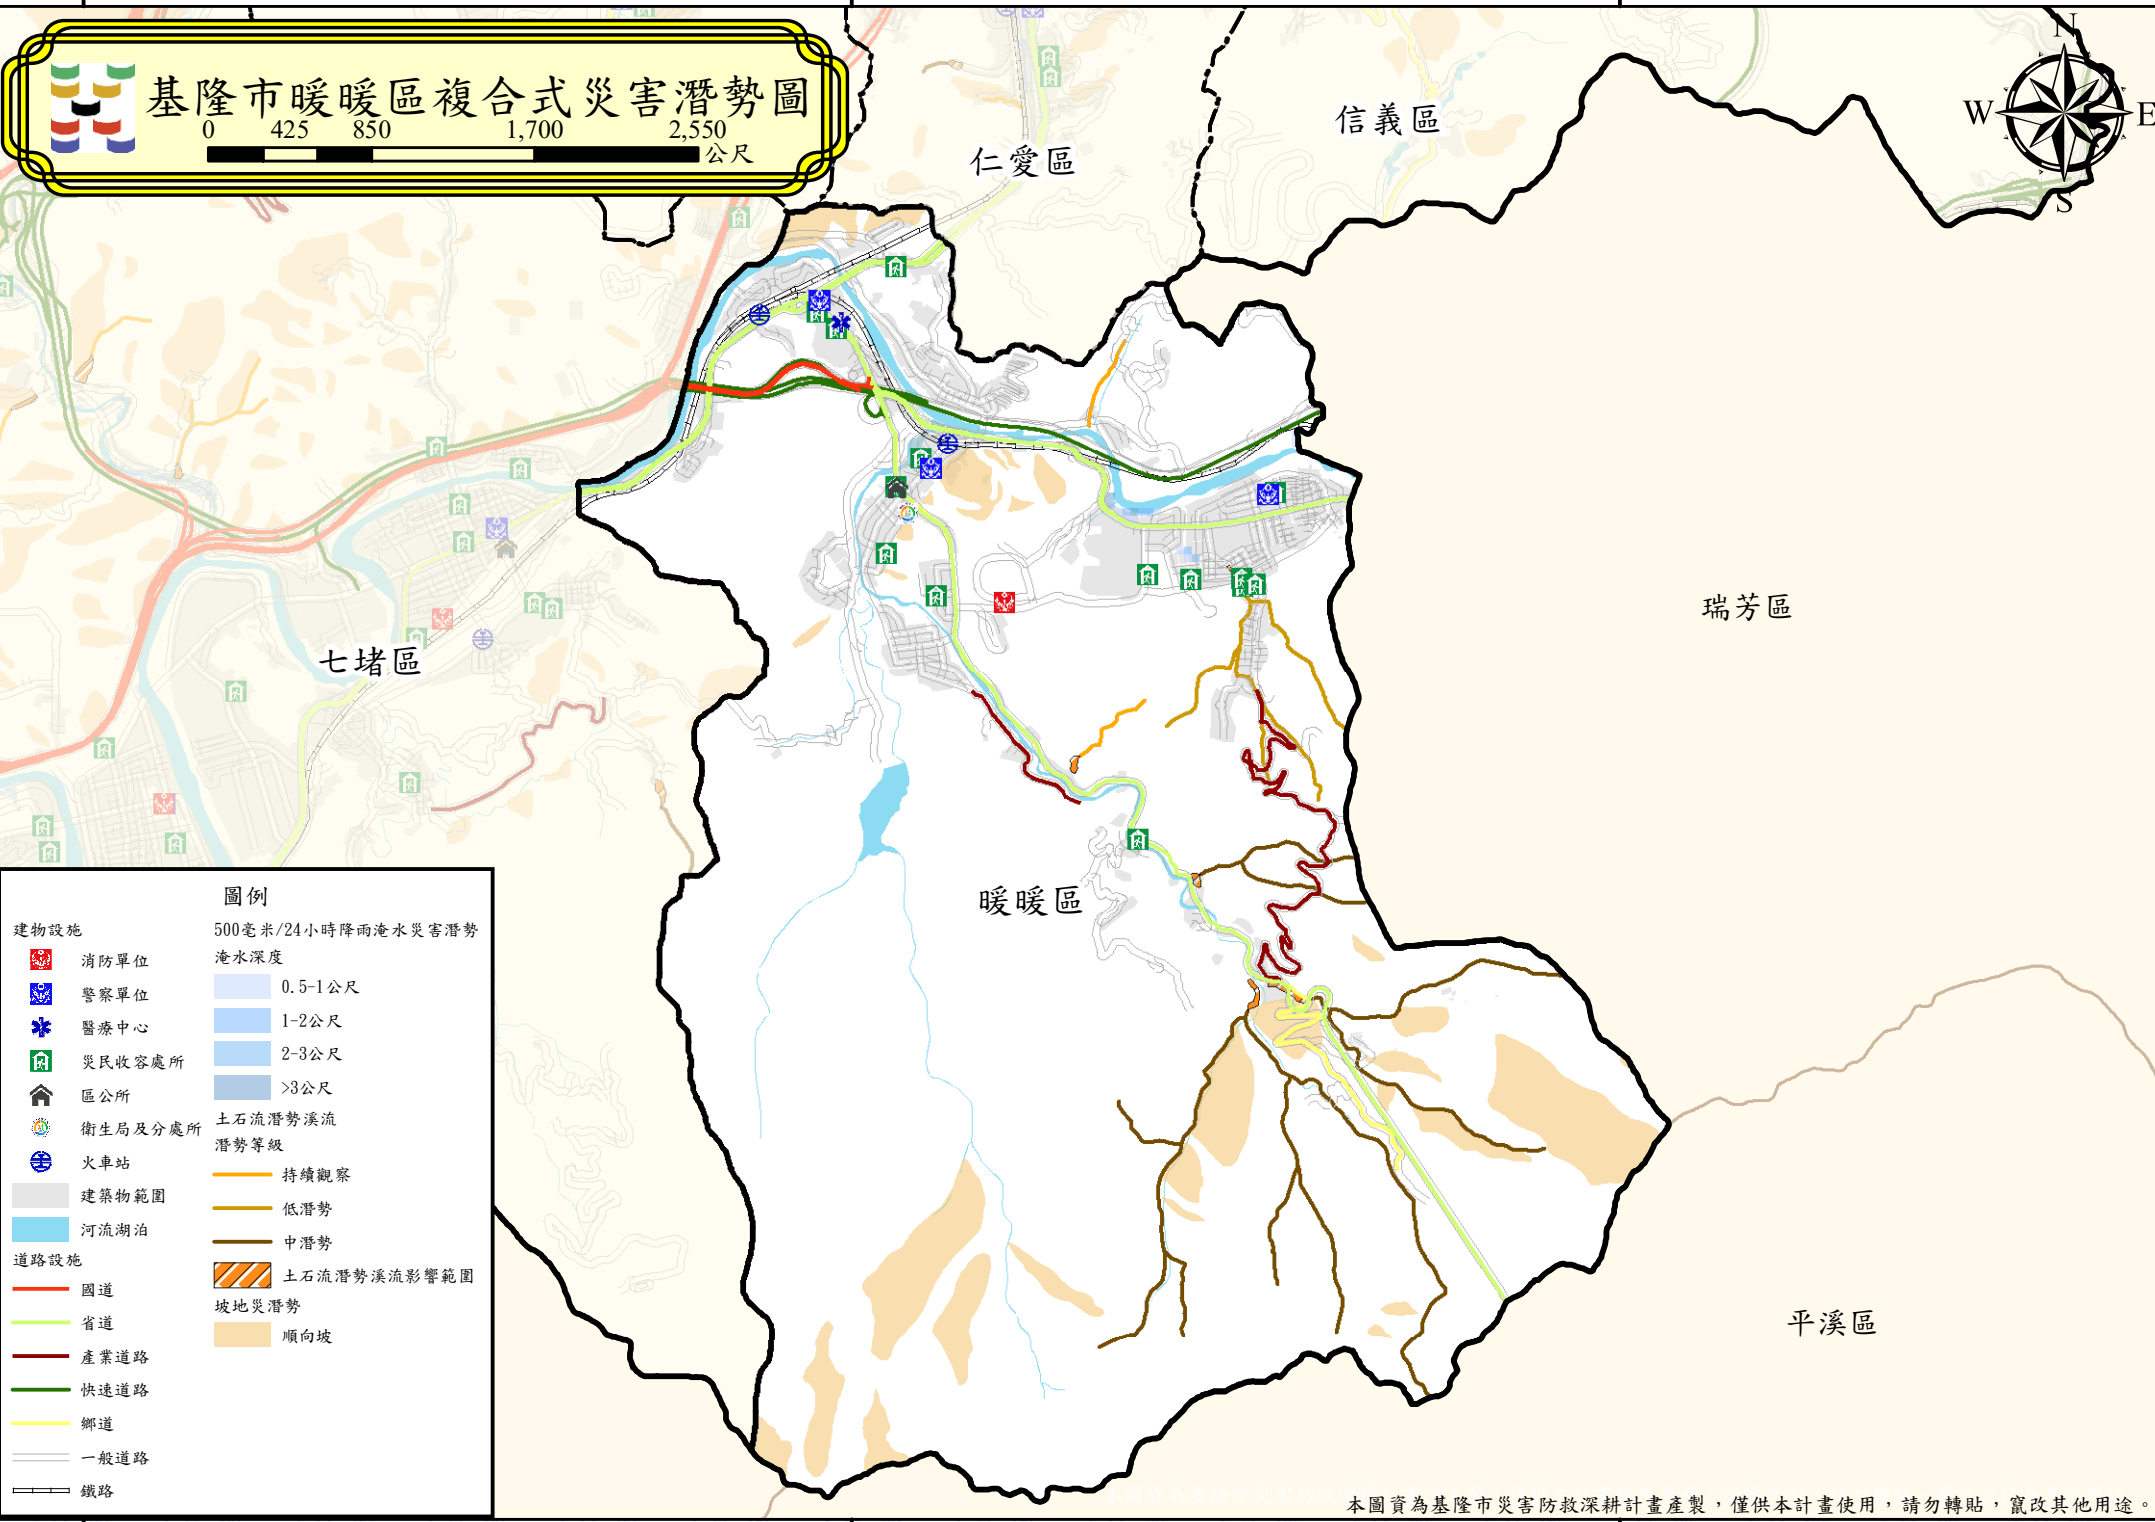 基隆市暖暖區複合式災害潛勢圖
0 425 850 1,700 2,550
公尺
N
W
E
S
信義區
仁愛區
瑞芳區
七堵區
暖暖區
平溪區
圖例
建物設施
消防單位
警察單位
醫療中心
災民收容處所
區公所
衛生局及分處所
火車站
建築物範圍
河流湖泊
道路設施
國道
省道
產業道路
快速道路
鄉道
一般道路
鐵路
500毫米/24小時降雨淹水災害潛勢
淹水深度
0.5-1公尺
1-2公尺
2-3公尺
>3公尺
土石流潛勢溪流
潛勢等級
持續觀察
低潛勢
中潛勢
土石流潛勢溪流影響範圍
坡地災潛勢
順向坡
本圖資為基隆市災害防救深耕計畫產製，僅供本計畫使用，請勿轉貼，竄改其他用途。